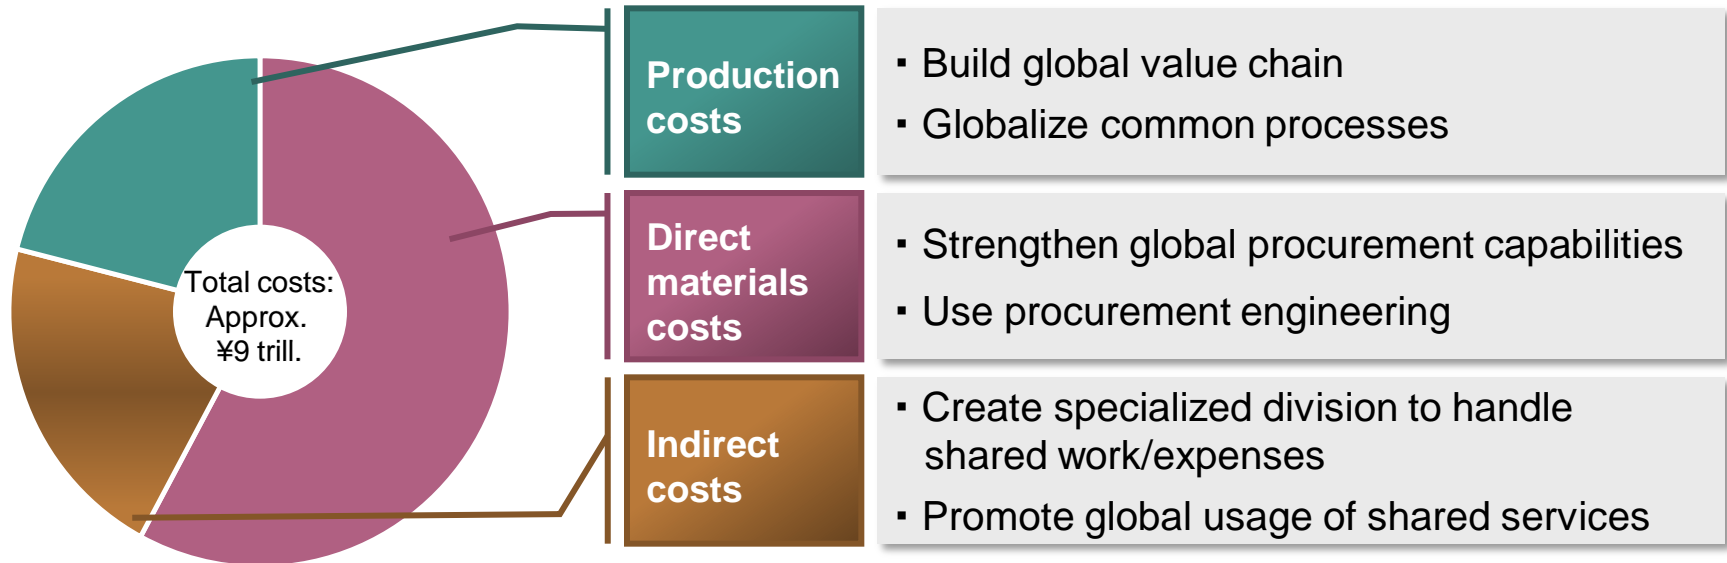 Total costs:
Approx.
¥9 trill.
Production
costs
▪ Build global value chain
▪ Globalize common processes
Direct
materials
costs
▪ Strengthen global procurement capabilities
▪ Use procurement engineering
Indirect
costs
▪ Create specialized division to handle
shared work/expenses
▪ Promote global usage of shared services